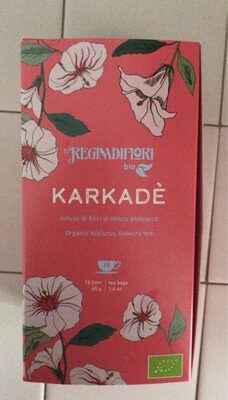 REGINADIFIORI
bio
KARKADÈ
Infuso di fiori di ibisco biologico
Organic hibiscus flowers tea
15
15 filtri | tea bags
45 g | 1.6 oz